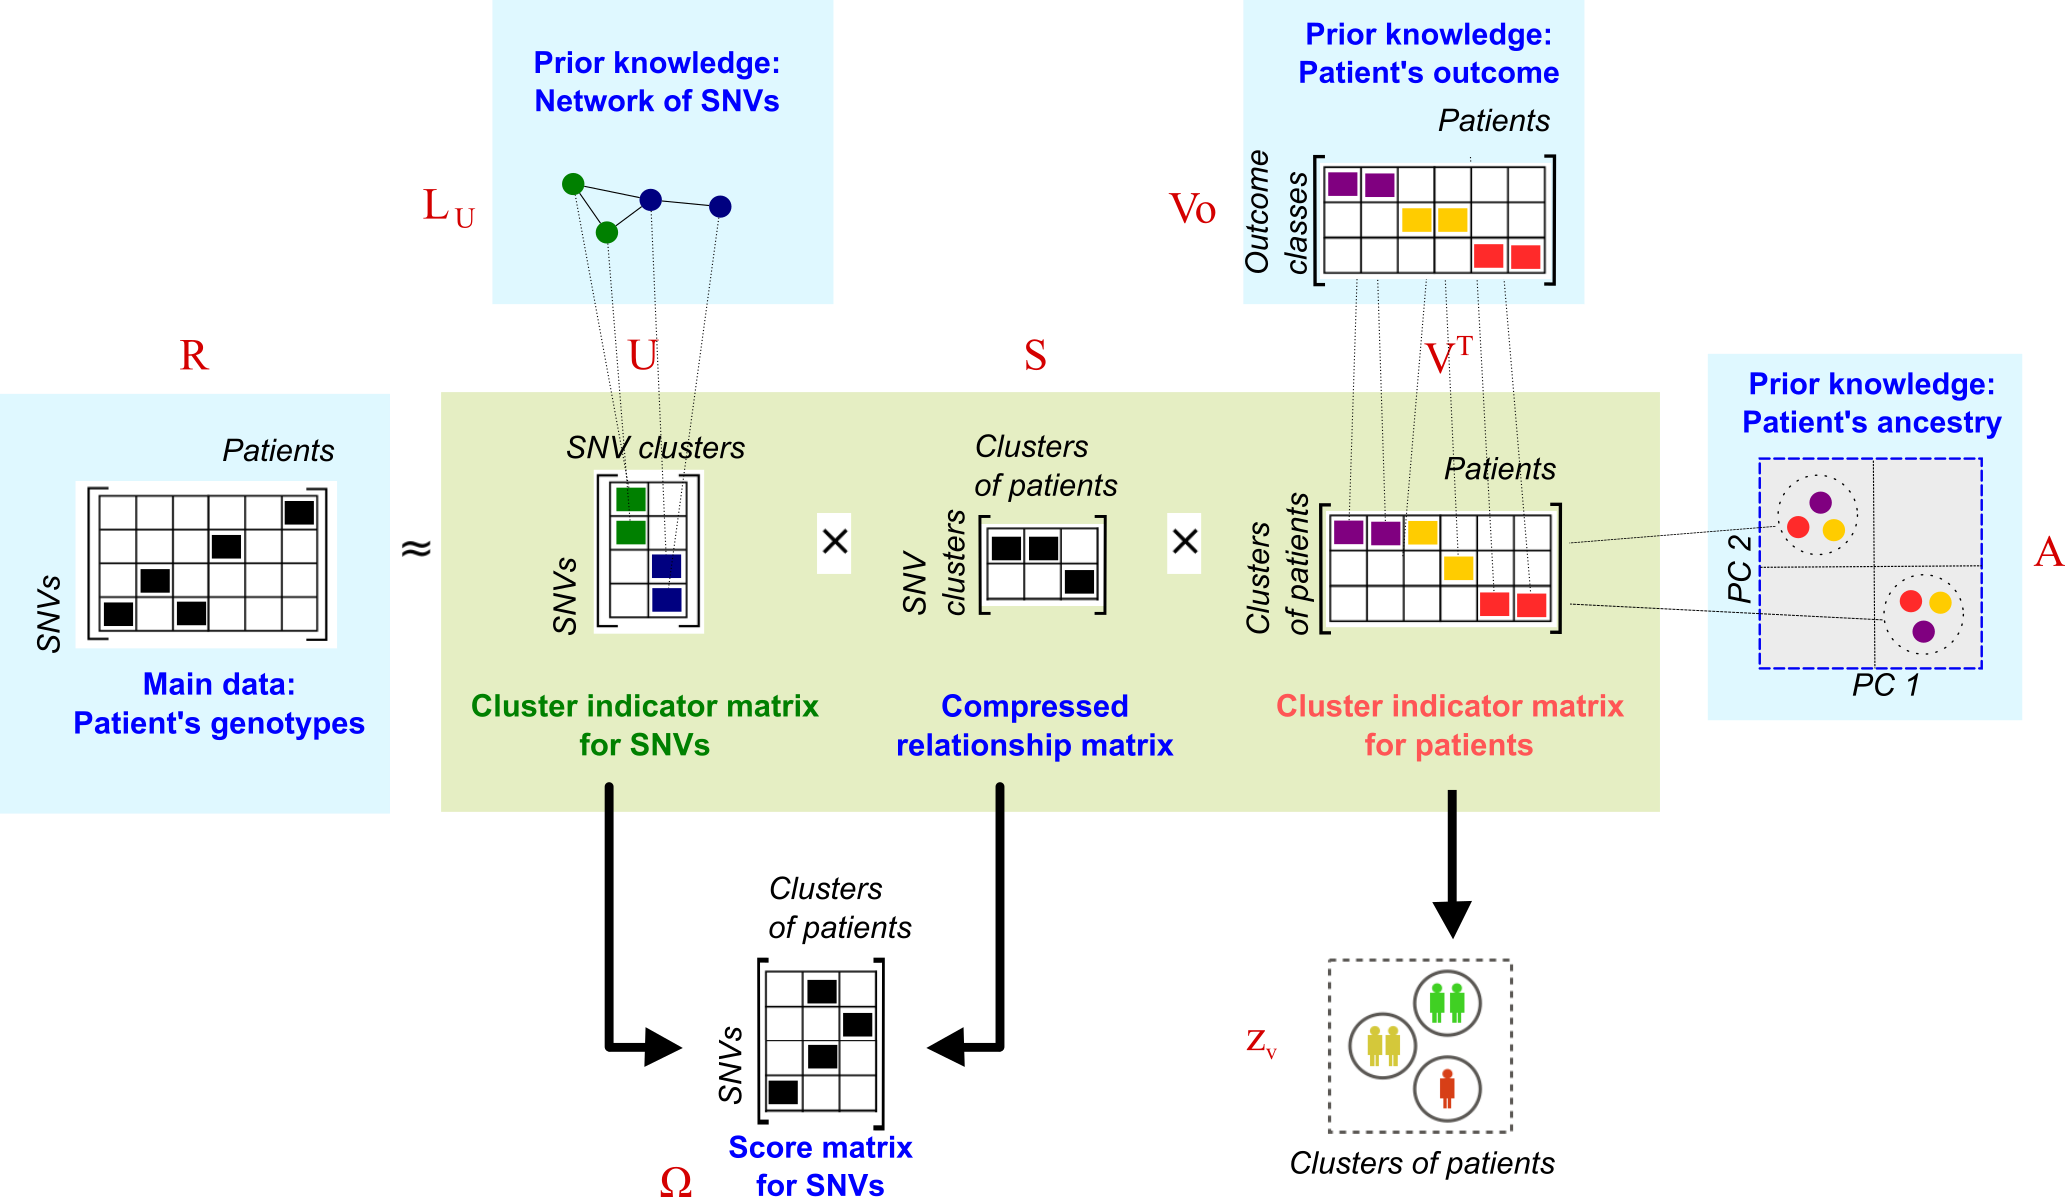 Prior knowledge:
Network of SNVs
L U
Prior knowledge:
Patient's outcome
Patients
Outcome
classes
Vo
R
U
S
V T
Patients
SNVs
Main data:
Patient's genotypes
≈
SNV clusters
SNVs
Cluster indicator matrix
for SNVs
×
Clusters
of patients
SNV
clusters
Compressed
relationship matrix
×
Patients
Clusters
of patients
Cluster indicator matrix
for patients
Prior knowledge:
Patient's ancestry
PC 2
PC 1
A
Clusters
of patients
SNVs
Score matrix
for SNVs
Ω
z v
Clusters of patients